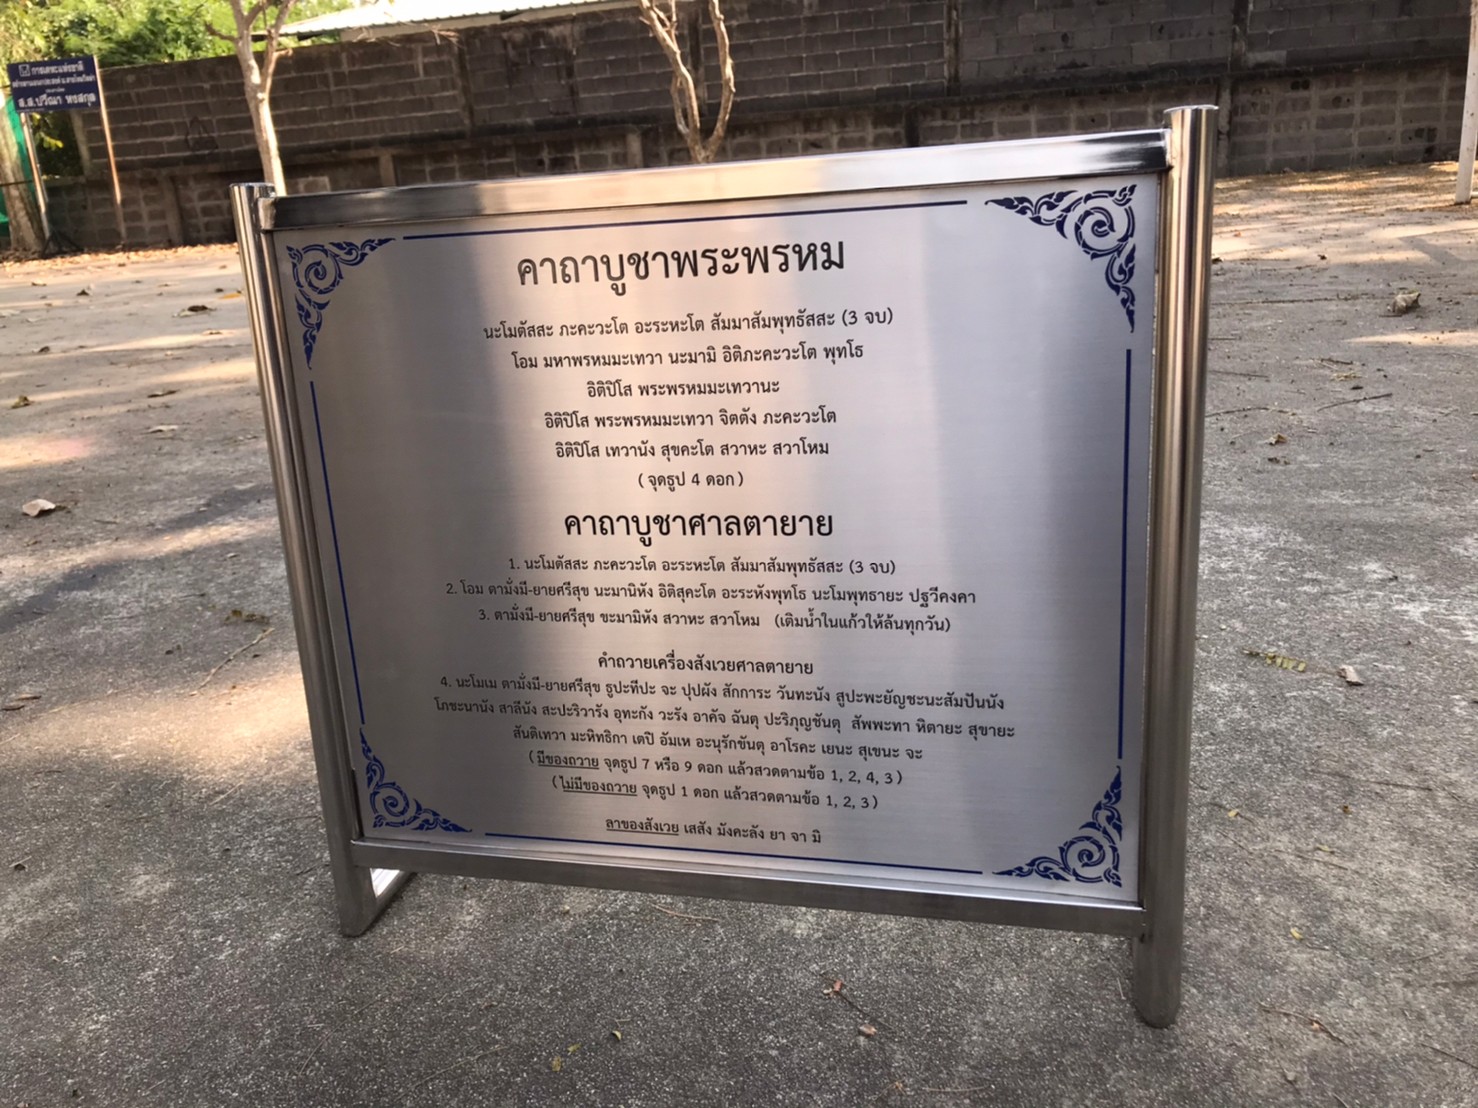 การเคหะแห่งชาติ
ส.ส.ปวีณา หงสกุล
คาถาบูชาพระพรหม
นะโมตัสสะ ภะคะวะโต อะระหะโต สัมมาสัมพุทธัสสะ (3 จบ)
โอม มหาพรหมมะเทวา นะมามิ อิติภะคะวะโต พุทโธ
อิติปิโส พระพรหมมะเทวานะ
อิติปิโส พระพรหมมะเทวา จิตตัง ภะคะวะโต
อิติปิโส เทวานัง สุขคะโต สวาหะ สวาโหม
(จุดธูป 4 ดอก)
คาถาบูชาศาลตายาย
1. นะโมตัสสะ ภะคะวะโต อะระหะโต สัมมาสัมพุทธัสสะ (3 จบ)
2. โอม ตามั่งมี-ยายศรีสุข นะมานิหัง อิติสุคะโต อะระหังพุทโธ นะโมพุทธายะ ปฐวีคงคา
3. ตามั่งมี-ยายศรีสุข ขะมามิหัง สวาหะ สวาโหม (เติมน้ำในแก้วให้ล้นทุกวัน)
คำถวายเครื่องสังเวยศาลตายาย
4. นะโมเม ตามั่งมี-ยายศรีสุข ธูปะทีปะ จะ ปุปผัง สักการะ วันทะนัง สูปะพะยัญชะนะสัมปันนัง
โภชะนานัง สาลีนัง สะปะริวารัง อุทะกัง วะรัง อาคัจ ฉันตุ ปะริภุญชันตุ สัพพะทา หิตายะ สุขายะ
สันติเทวา มะหิทธิกา เตปิ อัมเห อะนุรักขันตุ อาโรคะ เยนะ สุเขนะ จะ
(มีของถวาย จุดธูป 7 หรือ 9 ดอก แล้วสวดตามข้อ 1, 2, 4, 3)
(ไม่มีของถวาย จุดธูป 1 ดอก แล้วสวดตามข้อ 1, 2, 3)
ลาของสังเวย เสสัง มังคะลัง ยา จา มิ